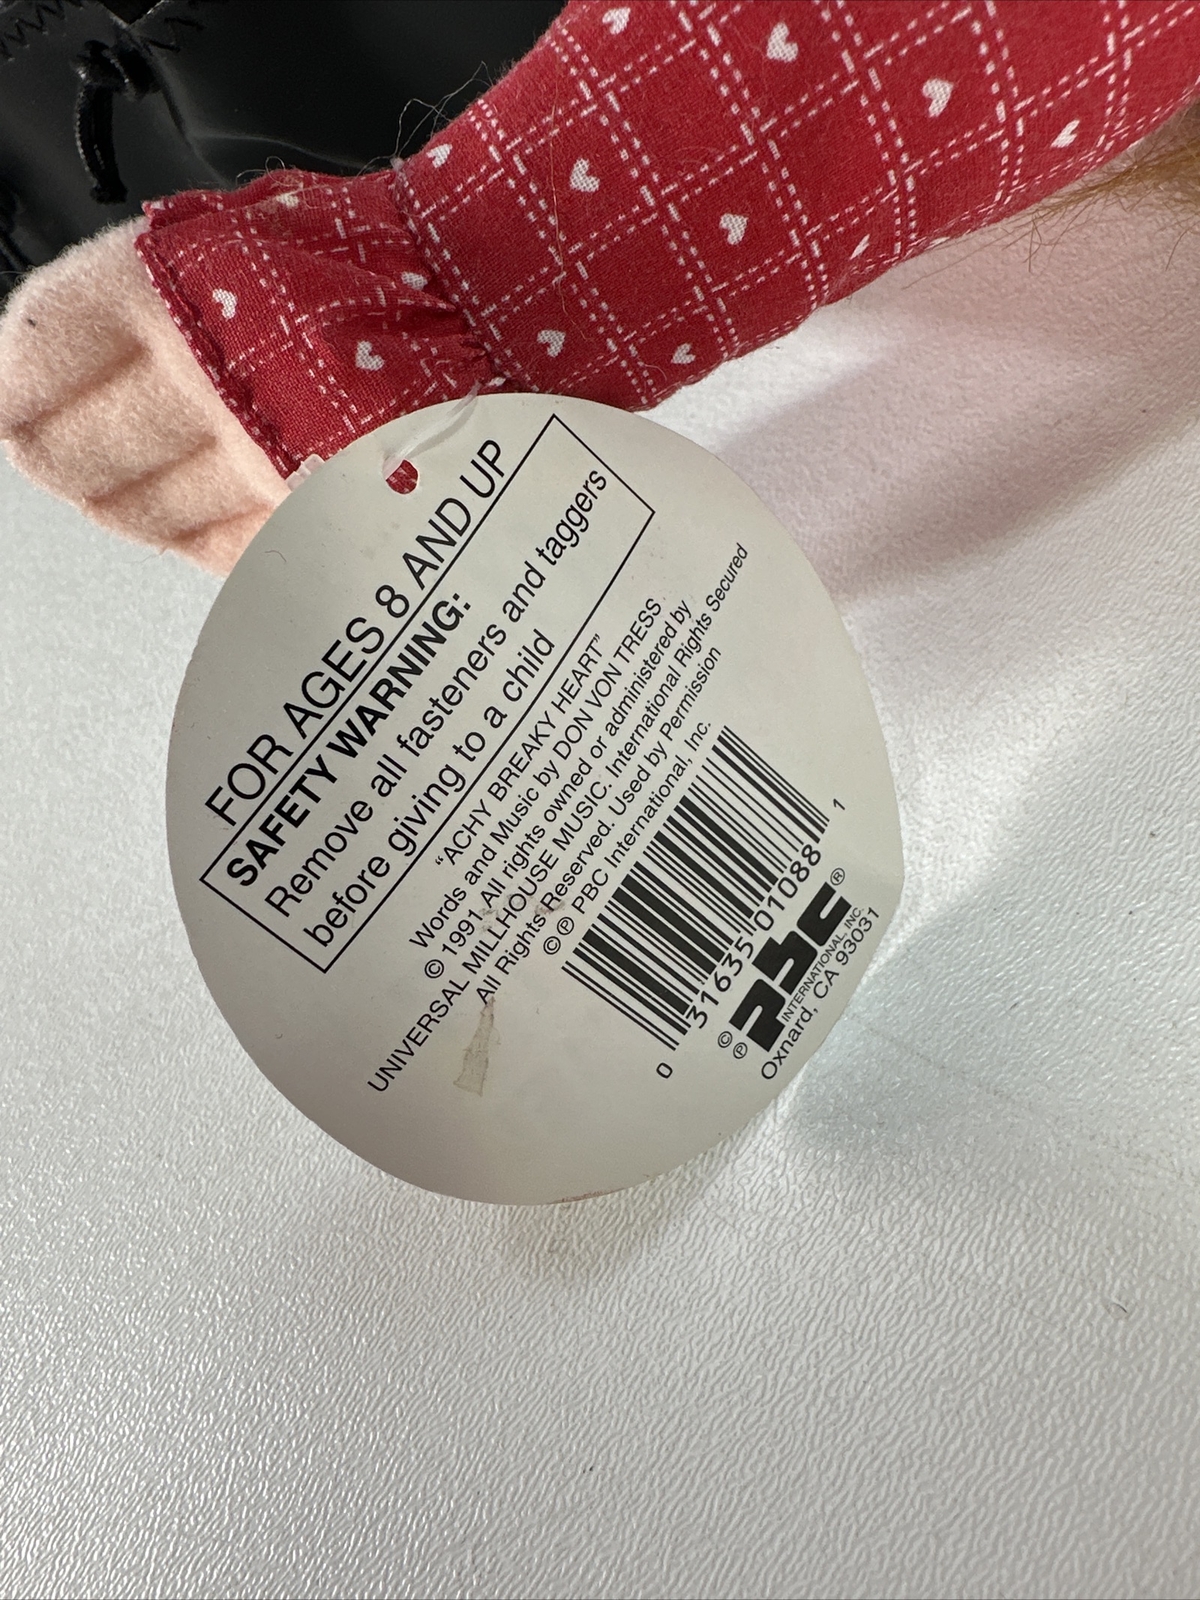 FOR AGES 8 AND UP
SAFETY WARNING:
Remove all fasteners and taggers
before giving to a child
"ACHY BREAKY HEART"
Words and Music by DON VON TRESS
© 1991 All rights owned or administered by
UNIVERSAL MILLHOUSE MUSIC. International Rights Secured
All Rights Reserved. Used by Permission
©℗ PBC International, Inc.
0 31635 01088 1
©℗ pbc®
INTERNATIONAL, INC.
Oxnard, CA 93031